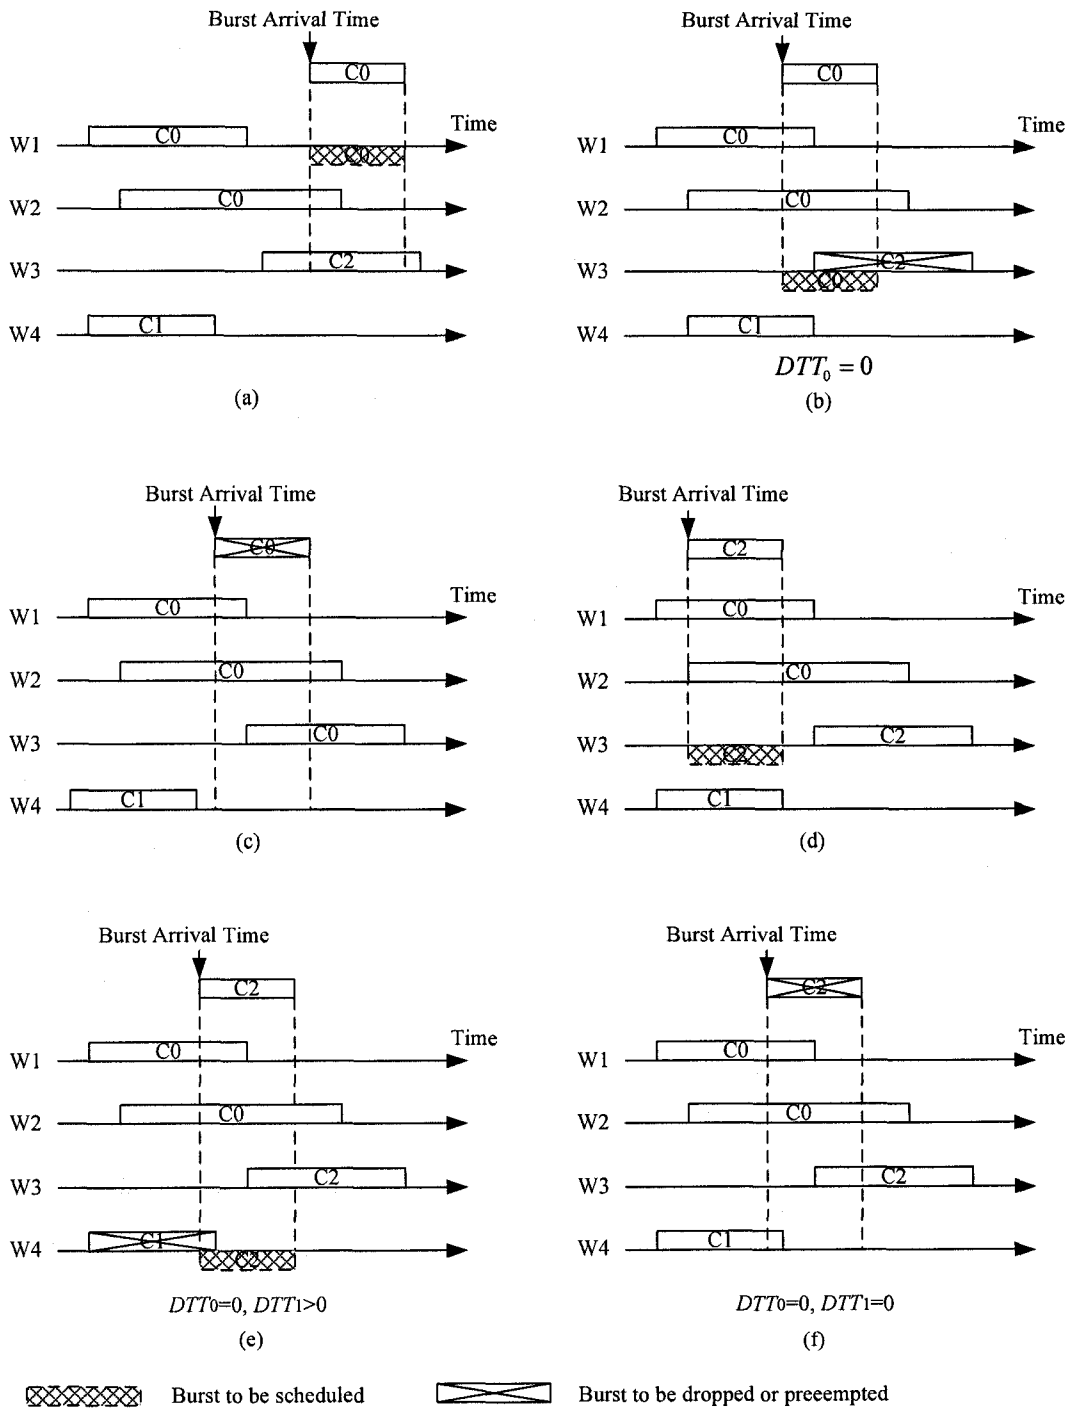 Burst Arrival Time
C0
Time
W1
C0
C0
W2
C0
W3
C2
W4
C1
(a)
Burst Arrival Time
C0
Time
W1
C0
W2
C0
W3
C2
C0
W4
C1
DTT₀ = 0
(b)
Burst Arrival Time
C0
Time
W1
C0
W2
C0
W3
C0
W4
C1
(c)
Burst Arrival Time
C2
Time
W1
C0
W2
C0
W3
C2
C2
W4
C1
(d)
Burst Arrival Time
C2
Time
W1
C0
W2
C0
W3
C2
W4
C1
C2
DTT0=0, DTT1>0
(e)
Burst Arrival Time
C2
Time
W1
C0
W2
C0
W3
C2
W4
C1
DTT0=0, DTT1=0
(f)
Burst to be scheduled
Burst to be dropped or preeempted